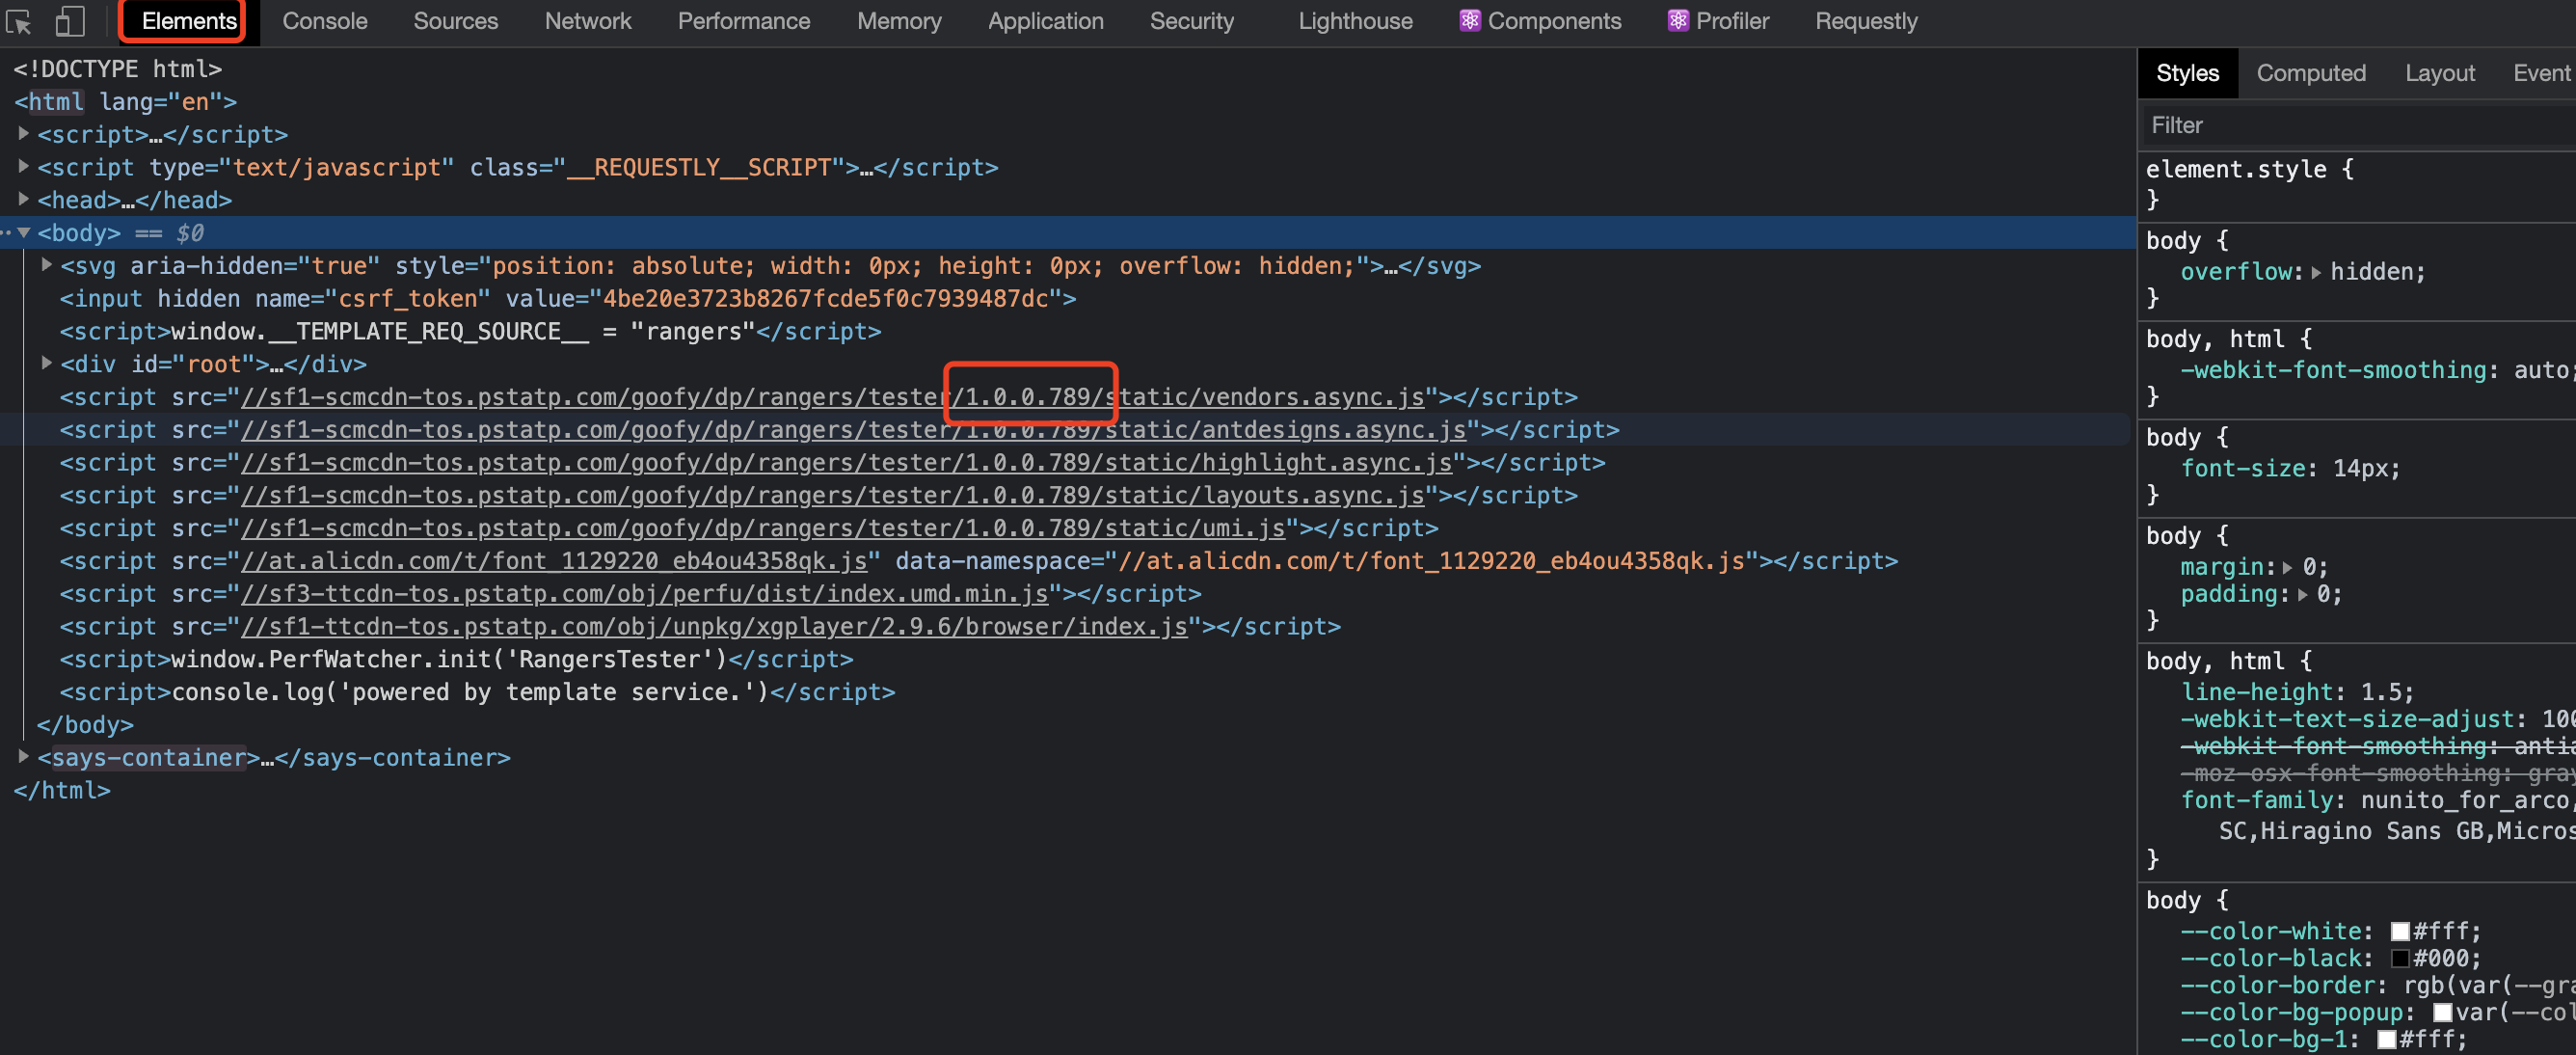 Elements Console Sources Network Performance Memory Application Security Lighthouse Components Profiler Requestly
<!DOCTYPE html>
<html lang="en">
<script>…</script>
<script type="text/javascript" class="__REQUESTLY__SCRIPT">…</script>
<head>…</head>
<body> == $0
<svg aria-hidden="true" style="position: absolute; width: 0px; height: 0px; overflow: hidden;">…</svg>
<input hidden name="csrf_token" value="4be20e3723b8267fcde5f0c7939487dc">
<script>window.__TEMPLATE_REQ_SOURCE__ = "rangers"</script>
<div id="root">…</div>
<script src="//sf1-scmcdn-tos.pstatp.com/goofy/dp/rangers/tester/1.0.0.789/static/vendors.async.js"></script>
<script src="//sf1-scmcdn-tos.pstatp.com/goofy/dp/rangers/tester/1.0.0.789/static/antdesigns.async.js"></script>
<script src="//sf1-scmcdn-tos.pstatp.com/goofy/dp/rangers/tester/1.0.0.789/static/highlight.async.js"></script>
<script src="//sf1-scmcdn-tos.pstatp.com/goofy/dp/rangers/tester/1.0.0.789/static/layouts.async.js"></script>
<script src="//sf1-scmcdn-tos.pstatp.com/goofy/dp/rangers/tester/1.0.0.789/static/umi.js"></script>
<script src="//at.alicdn.com/t/font_1129220_eb4ou4358qk.js" data-namespace="//at.alicdn.com/t/font_1129220_eb4ou4358qk.js"></script>
<script src="//sf3-ttcdn-tos.pstatp.com/obj/perfu/dist/index.umd.min.js"></script>
<script src="//sf1-ttcdn-tos.pstatp.com/obj/unpkg/xgplayer/2.9.6/browser/index.js"></script>
<script>window.PerfWatcher.init('RangersTester')</script>
<script>console.log('powered by template service.')</script>
</body>
<says-container>…</says-container>
</html>
Styles Computed Layout Event
Filter
element.style {
}
body {
overflow: hidden;
}
body, html {
-webkit-font-smoothing: auto;
}
body {
font-size: 14px;
}
body {
margin: 0;
padding: 0;
}
body, html {
line-height: 1.5;
-webkit-text-size-adjust: 100
-webkit-font-smoothing: antia
-moz-osx-font-smoothing: gray
font-family: nunito_for_arco,
SC,Hiragino Sans GB,Micros
}
body {
--color-white: #fff;
--color-black: #000;
--color-border: rgb(var(--gra
--color-bg-popup: var(--col
--color-bg-1: #fff;